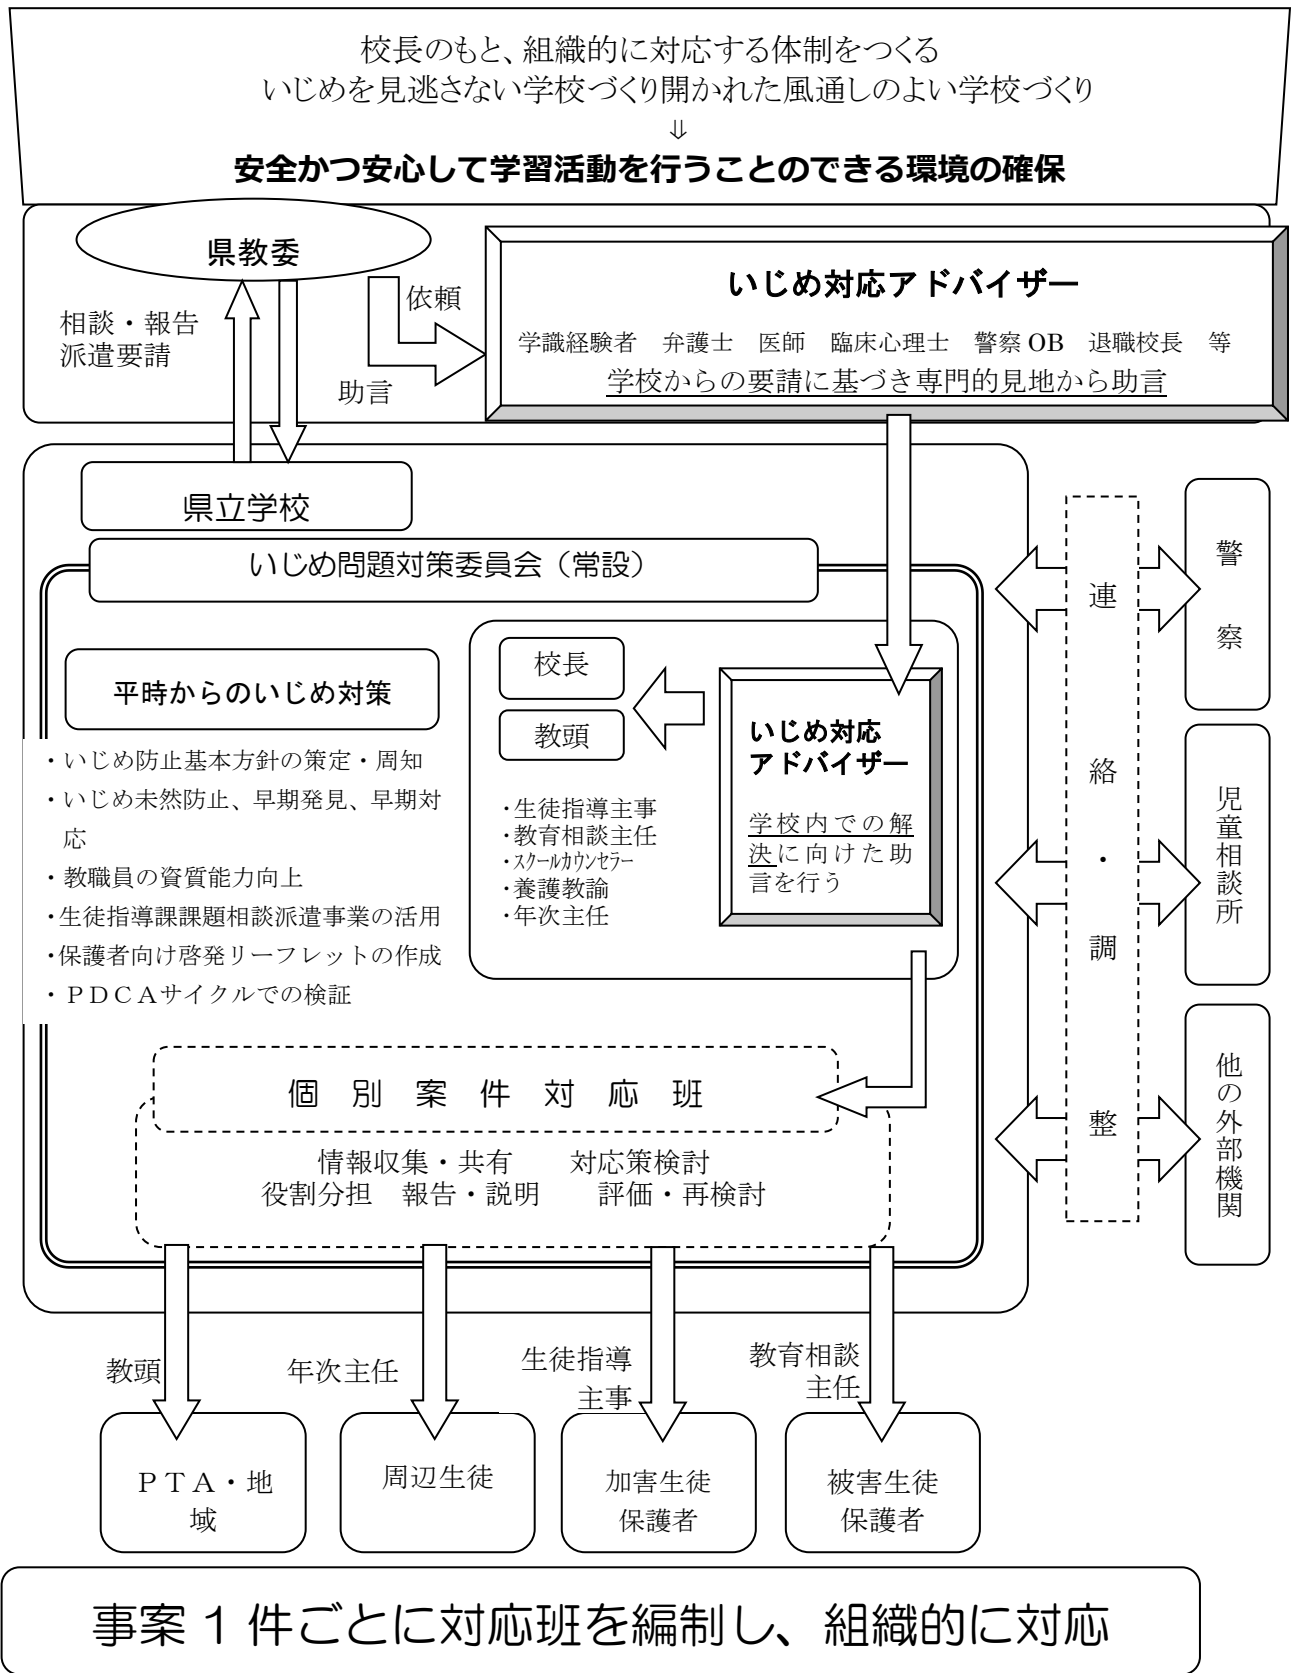 校長のもと、組織的に対応する体制をつくる
いじめを見逃さない学校づくり開かれた風通しのよい学校づくり
⇓
安全かつ安心して学習活動を行うことのできる環境の確保
県教委
相談・報告
派遣要請
依頼
助言
いじめ対応アドバイザー
学識経験者　弁護士　医師　臨床心理士　警察 OB　退職校長　等
学校からの要請に基づき専門的見地から助言
県立学校
いじめ問題対策委員会（常設）
平時からのいじめ対策
・いじめ防止基本方針の策定・周知
・いじめ未然防止、早期発見、早期対
応
・教職員の資質能力向上
・生徒指導課課題相談派遣事業の活用
・保護者向け啓発リーフレットの作成
・ＰＤＣＡサイクルでの検証
校長
教頭
・生徒指導主事
・教育相談主任
・ｽｸｰﾙｶｳﾝｾﾗｰ
・養護教諭
・年次主任
いじめ対応
アドバイザー
学校内での解
決に向けた助
言を行う
個別案件対応班
情報収集・共有　　対応策検討
役割分担　報告・説明　　評価・再検討
連絡・調整
警察
児童相談所
他の外部機関
教頭
年次主任
生徒指導
主事
教育相談
主任
ＰＴＡ・地
域
周辺生徒
加害生徒
保護者
被害生徒
保護者
事案 1 件ごとに対応班を編制し、組織的に対応